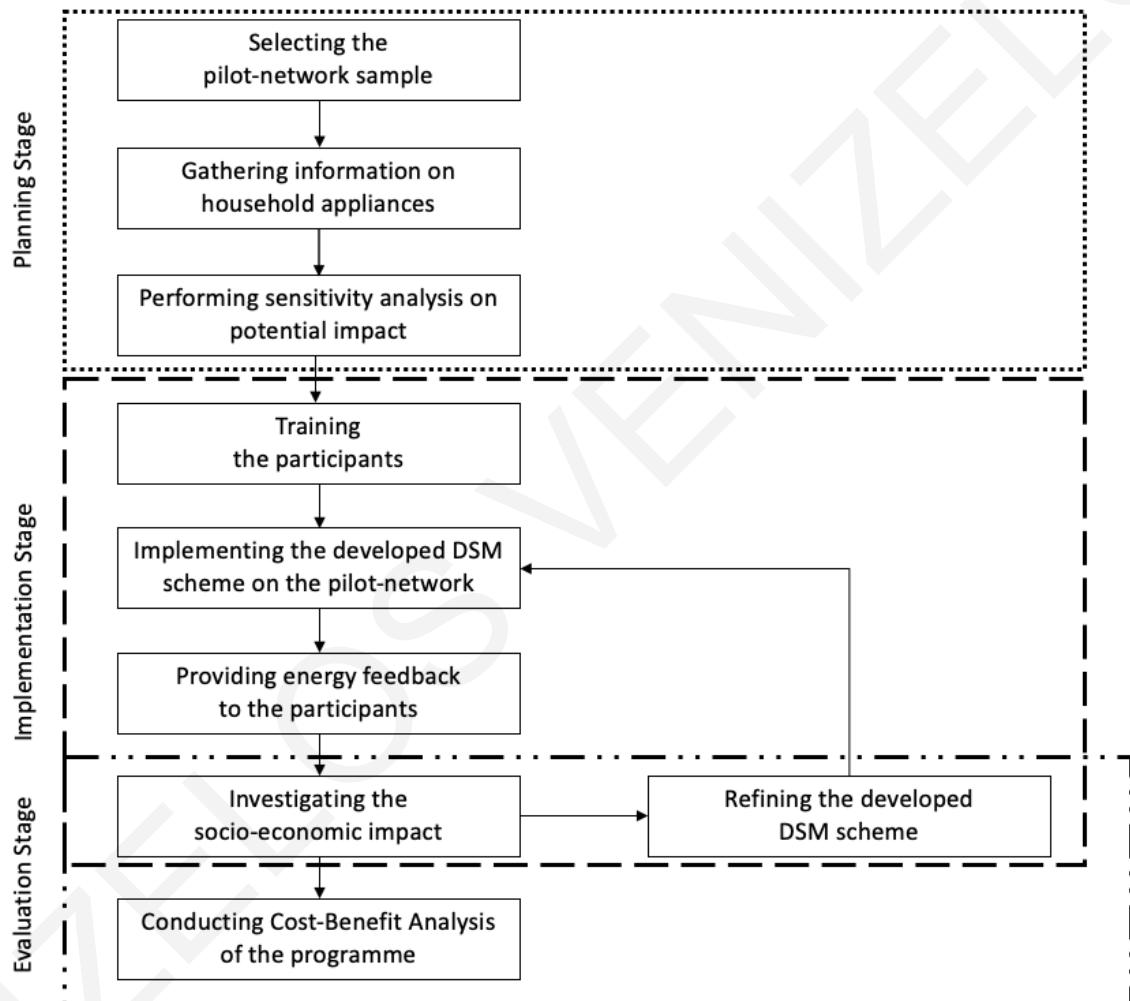 Planning Stage
Selecting the
pilot-network sample
Gathering information on
household appliances
Performing sensitivity analysis on
potential impact
Implementation Stage
Training
the participants
Implementing the developed DSM
scheme on the pilot-network
Providing energy feedback
to the participants
Evaluation Stage
Investigating the
socio-economic impact
Refining the developed
DSM scheme
Conducting Cost-Benefit Analysis
of the programme
ZELOS VENIZELO